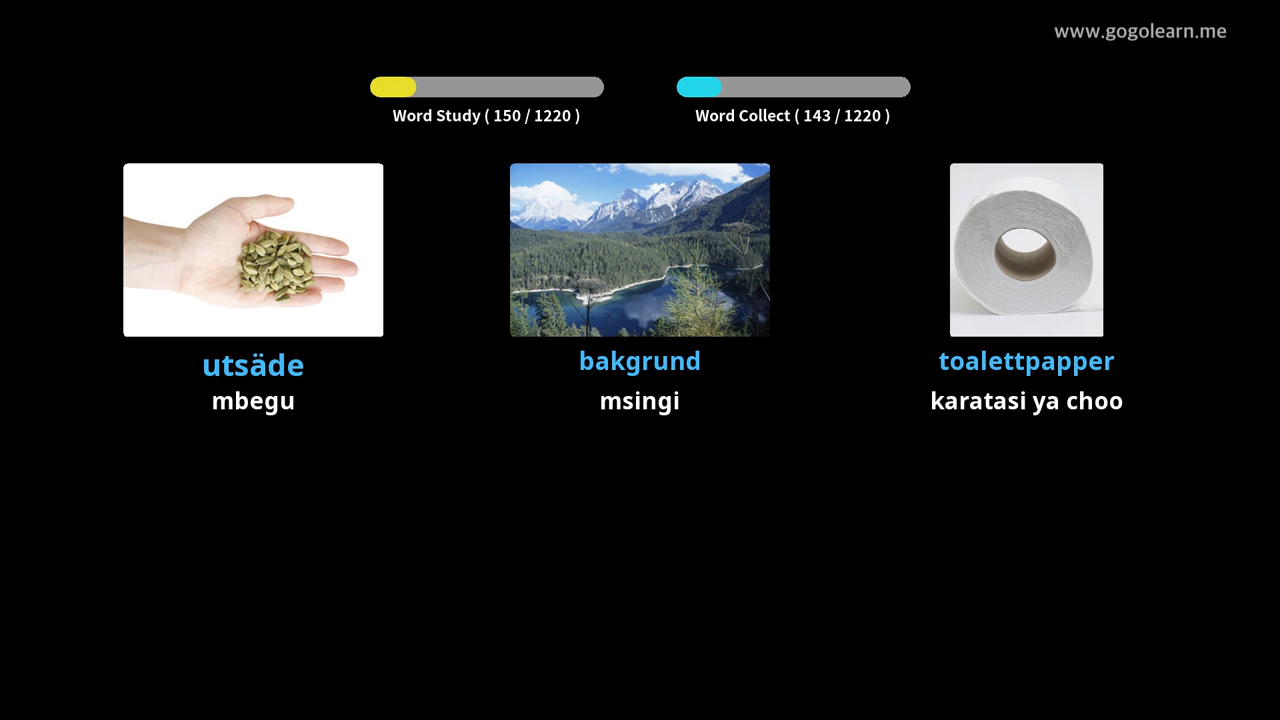 www.gogolearn.me
Word Study ( 150 / 1220 )
Word Collect ( 143 / 1220 )
utsäde
mbegu
bakgrund
msingi
toalettpapper
karatasi ya choo